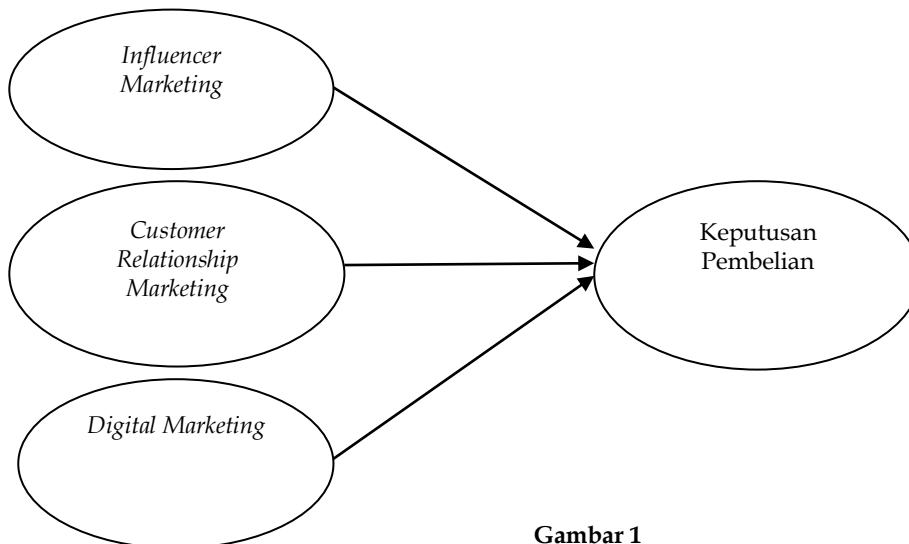 Influencer
Marketing
Customer
Relationship
Marketing
Keputusan
Pembelian
Digital Marketing
Gambar 1